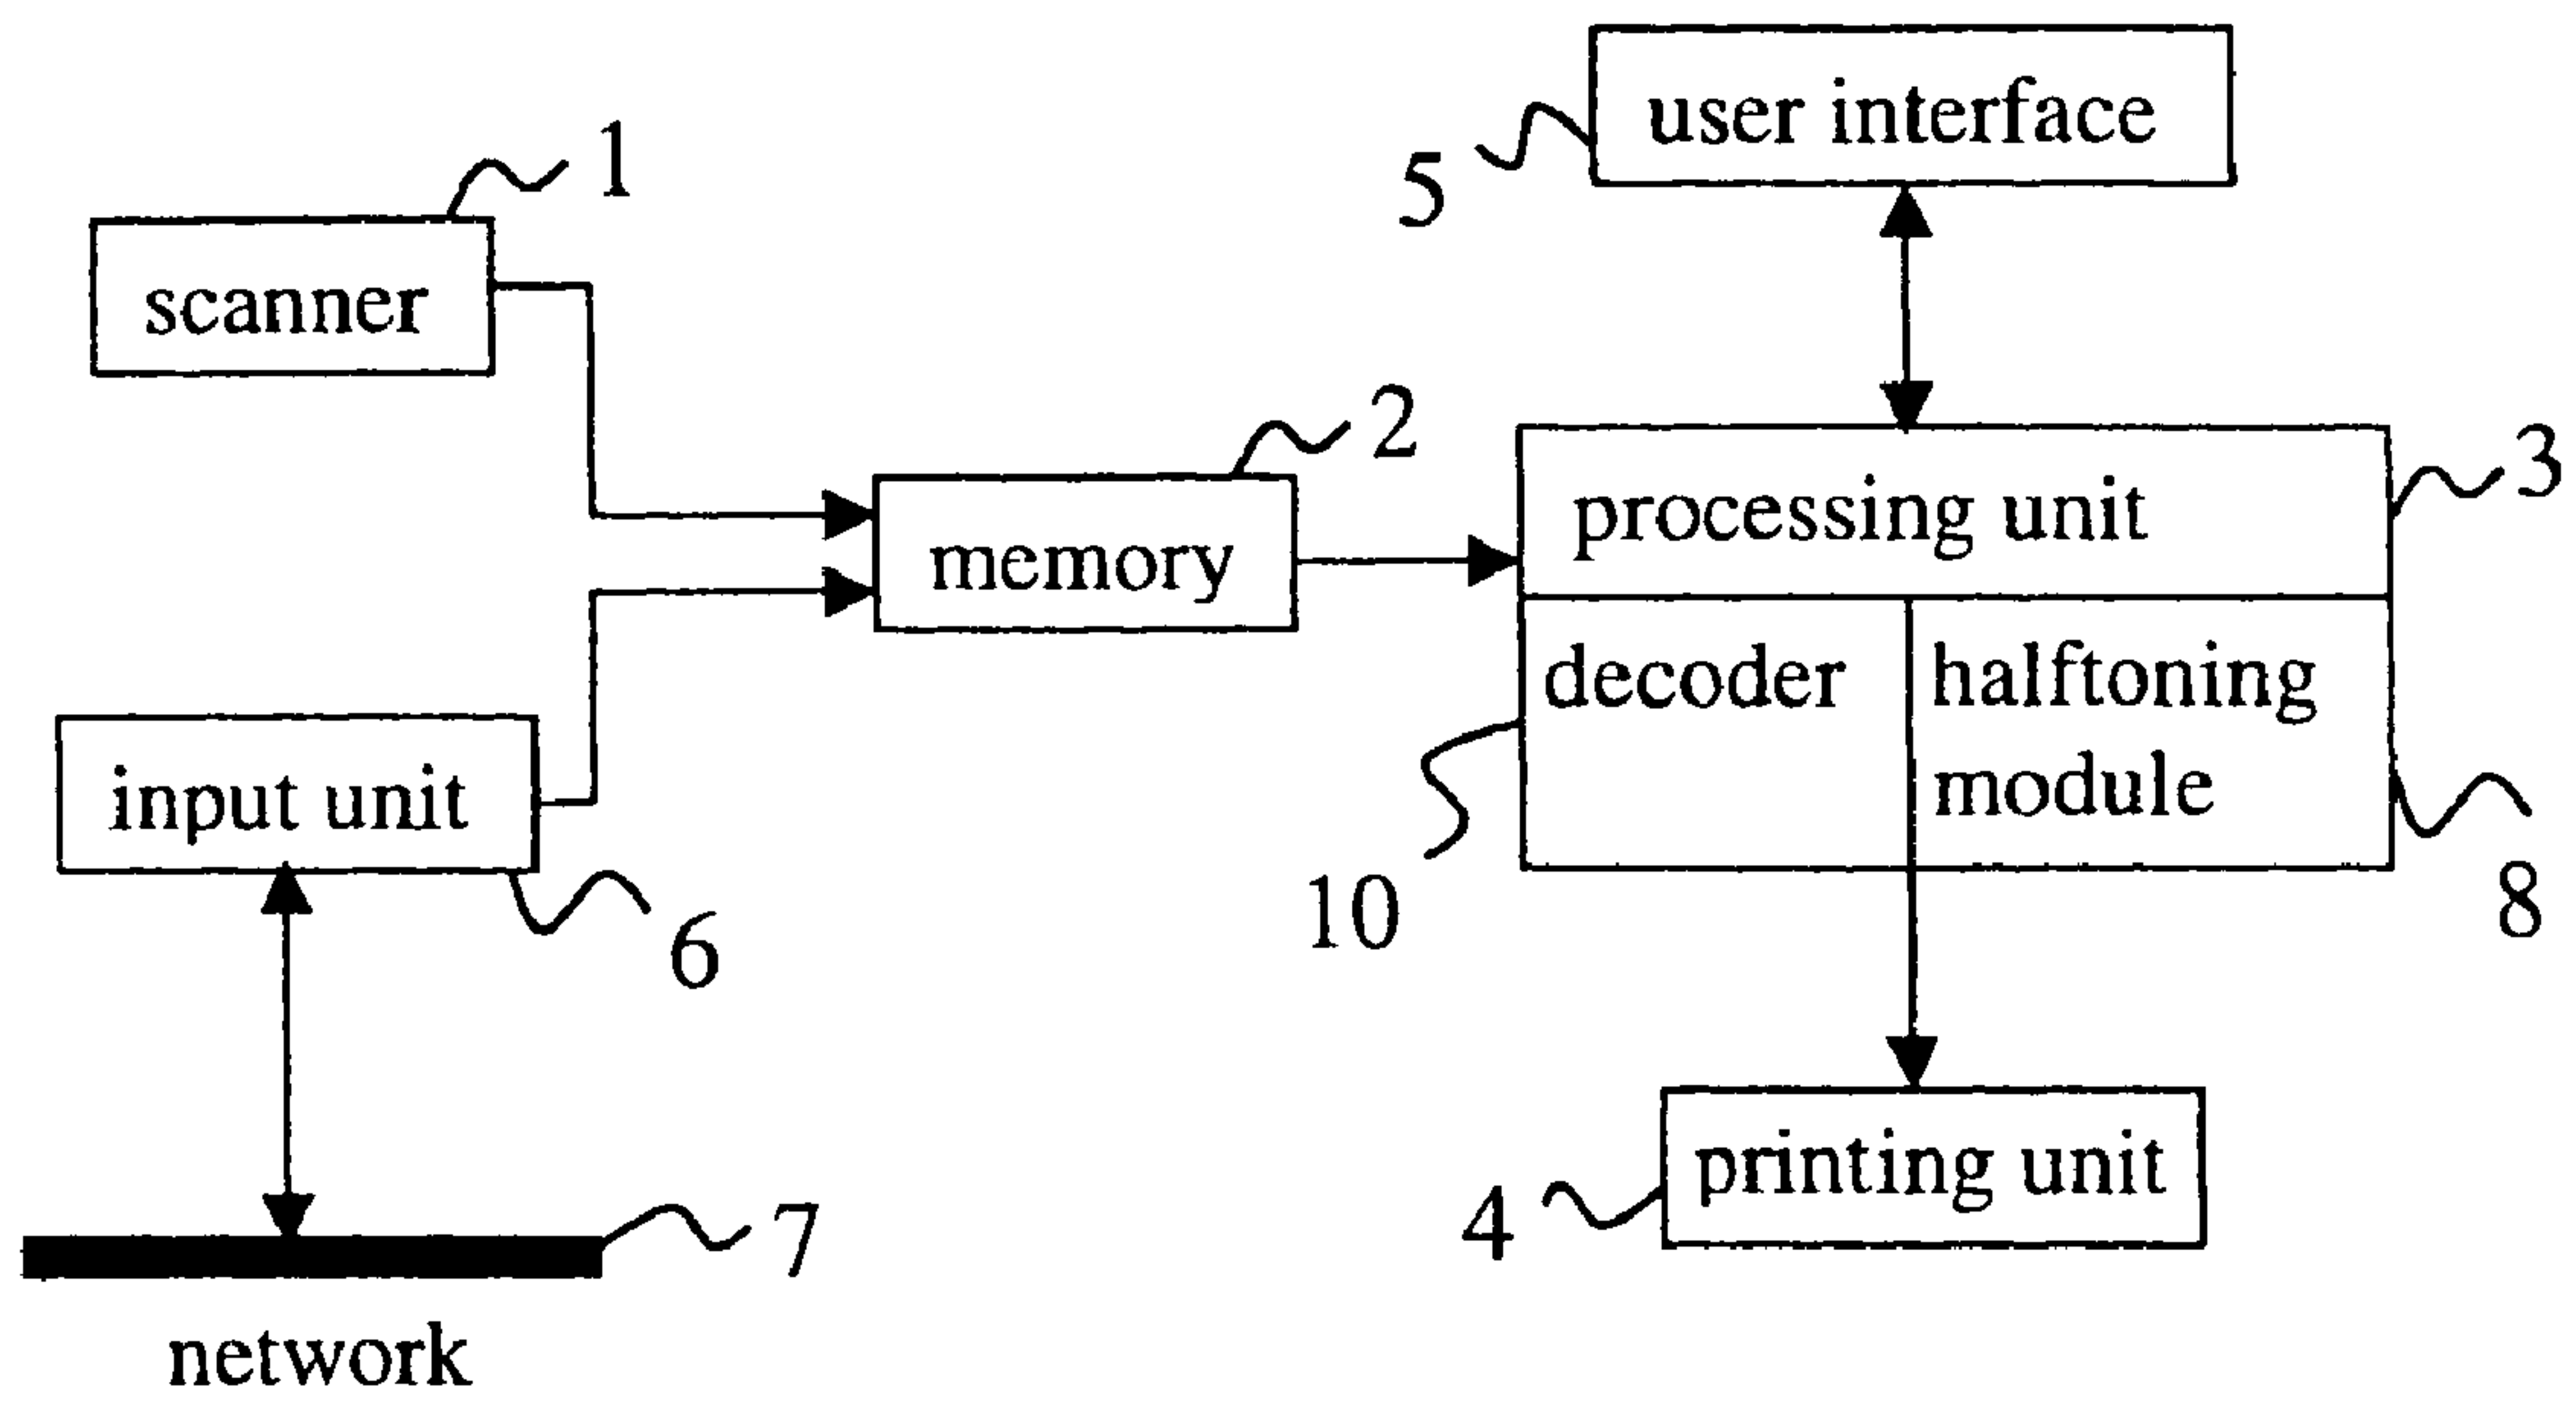 user interface
5
1
scanner
2
memory
processing unit
3
decoder
halftoning
module
10
8
input unit
6
printing unit
4
7
network